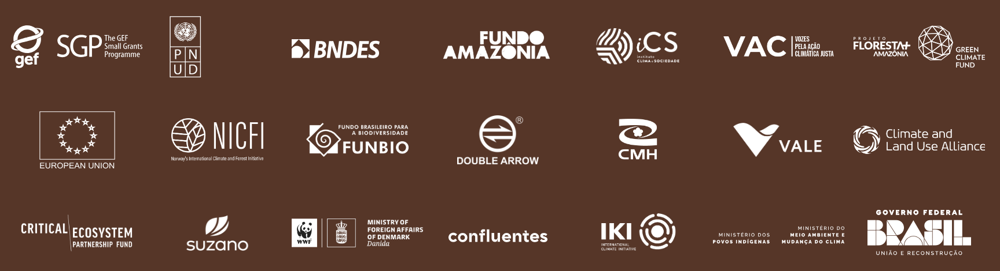 gef
SGP
The GEF
Small Grants
Programme
P N
U D
BNDES
FUNDO
AMAZÔNIA
iCS
instituto
CLIMA e SOCIEDADE
VAC
VOZES
PELA AÇÃO
CLIMÁTICA JUSTA
PROJETO
FLORESTA+
AMAZÔNIA
GREEN
CLIMATE
FUND
EUROPEAN UNION
NICFI
Norway's International Climate and Forest Initiative
FUNDO BRASILEIRO PARA
A BIODIVERSIDADE
FUNBIO
®
DOUBLE ARROW
CMH
VALE
Climate and
Land Use Alliance
CRITICAL
ECOSYSTEM
PARTNERSHIP FUND
suzano
WWF
MINISTRY OF
FOREIGN AFFAIRS
OF DENMARK
Danida
confluentes
IKI
INTERNATIONAL
CLIMATE INITIATIVE
MINISTÉRIO DOS
POVOS INDÍGENAS
MINISTÉRIO DO
MEIO AMBIENTE E
MUDANÇA DO CLIMA
GOVERNO FEDERAL
BRASIL
UNIÃO E RECONSTRUÇÃO